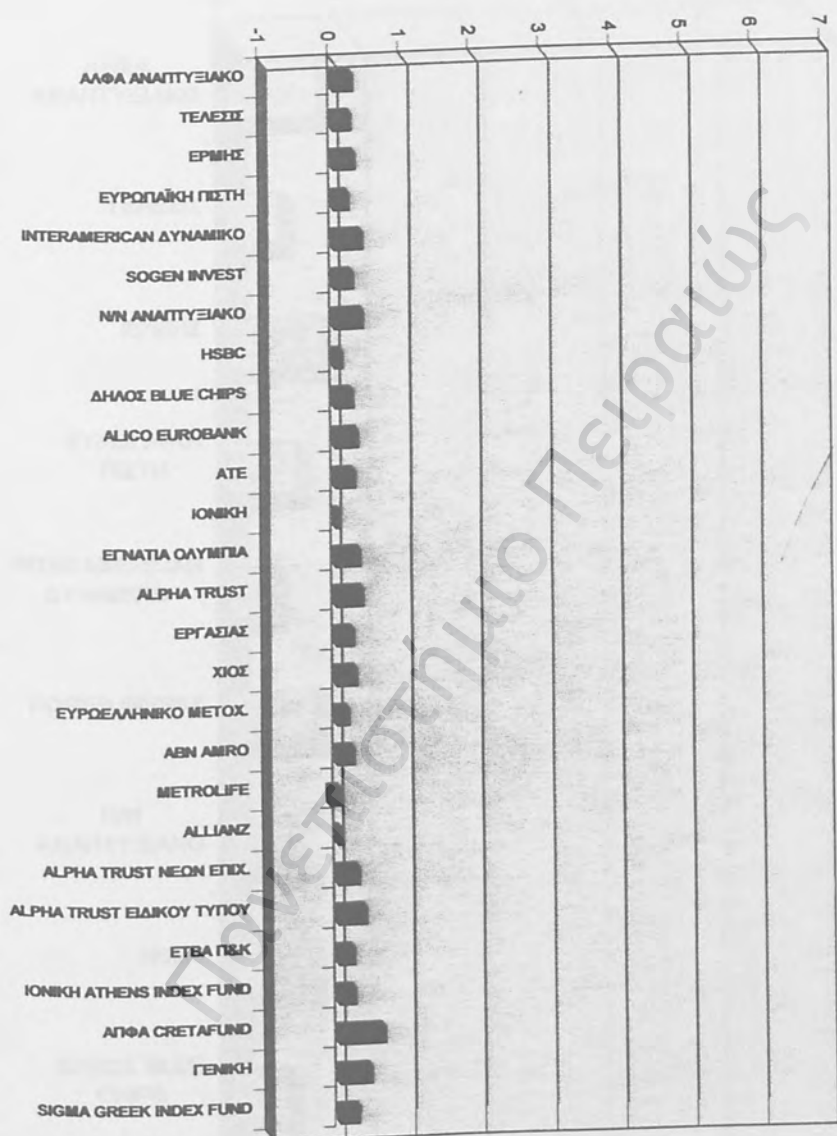 -1 0 1 2 3 4 5 6 7
ΑΛΦΑ ΑΝΑΠΤΥΞΙΑΚΟ
ΤΕΛΕΣΙΣ
ΕΡΜΗΣ
ΕΥΡΩΠΑΪΚΗ ΠΙΣΤΗ
INTERAMERICAN ΔΥΝΑΜΙΚΟ
SOGEN INVEST
N/N ΑΝΑΠΤΥΞΙΑΚΟ
HSBC
ΔΗΛΟΣ BLUE CHIPS
ALICO EUROBANK
ΑΤΕ
ΙΟΝΙΚΗ
ΕΓΝΑΤΙΑ ΟΛΥΜΠΙΑ
ALPHA TRUST
ΕΡΓΑΣΙΑΣ
ΧΙΟΣ
ΕΥΡΩΕΛΛΗΝΙΚΟ ΜΕΤΟΧ.
ABN AMRO
METROLIFE
ALLIANZ
ALPHA TRUST ΝΕΩΝ ΕΠΙΧ.
ALPHA TRUST ΕΙΔΙΚΟΥ ΤΥΠΟΥ
ΕΤΒΑ Π&Κ
ΙΟΝΙΚΗ ATHENS INDEX FUND
ΑΠΦΑ CRETAFUND
ΓΕΝΙΚΗ
SIGMA GREEK INDEX FUND
Πανεπιστήμιο Πειραιώς